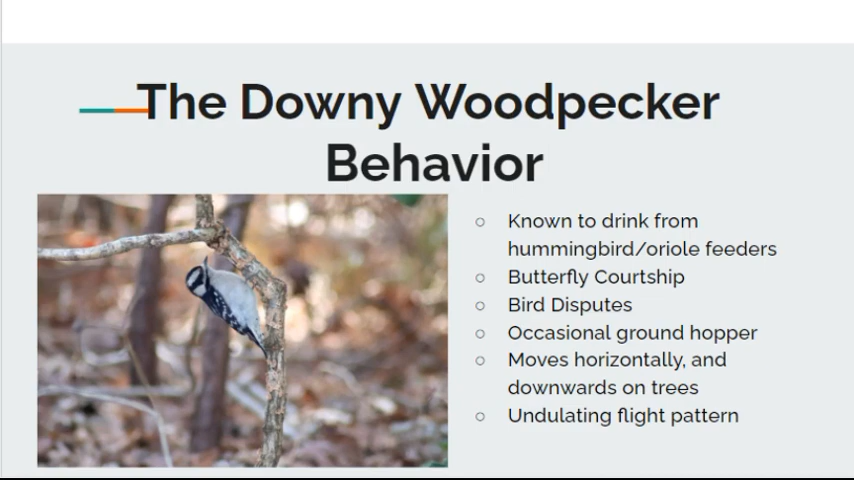 The Downy Woodpecker
Behavior
Known to drink from
hummingbird/oriole feeders
Butterfly Courtship
Bird Disputes
Occasional ground hopper
Moves horizontally, and
downwards on trees
Undulating flight pattern